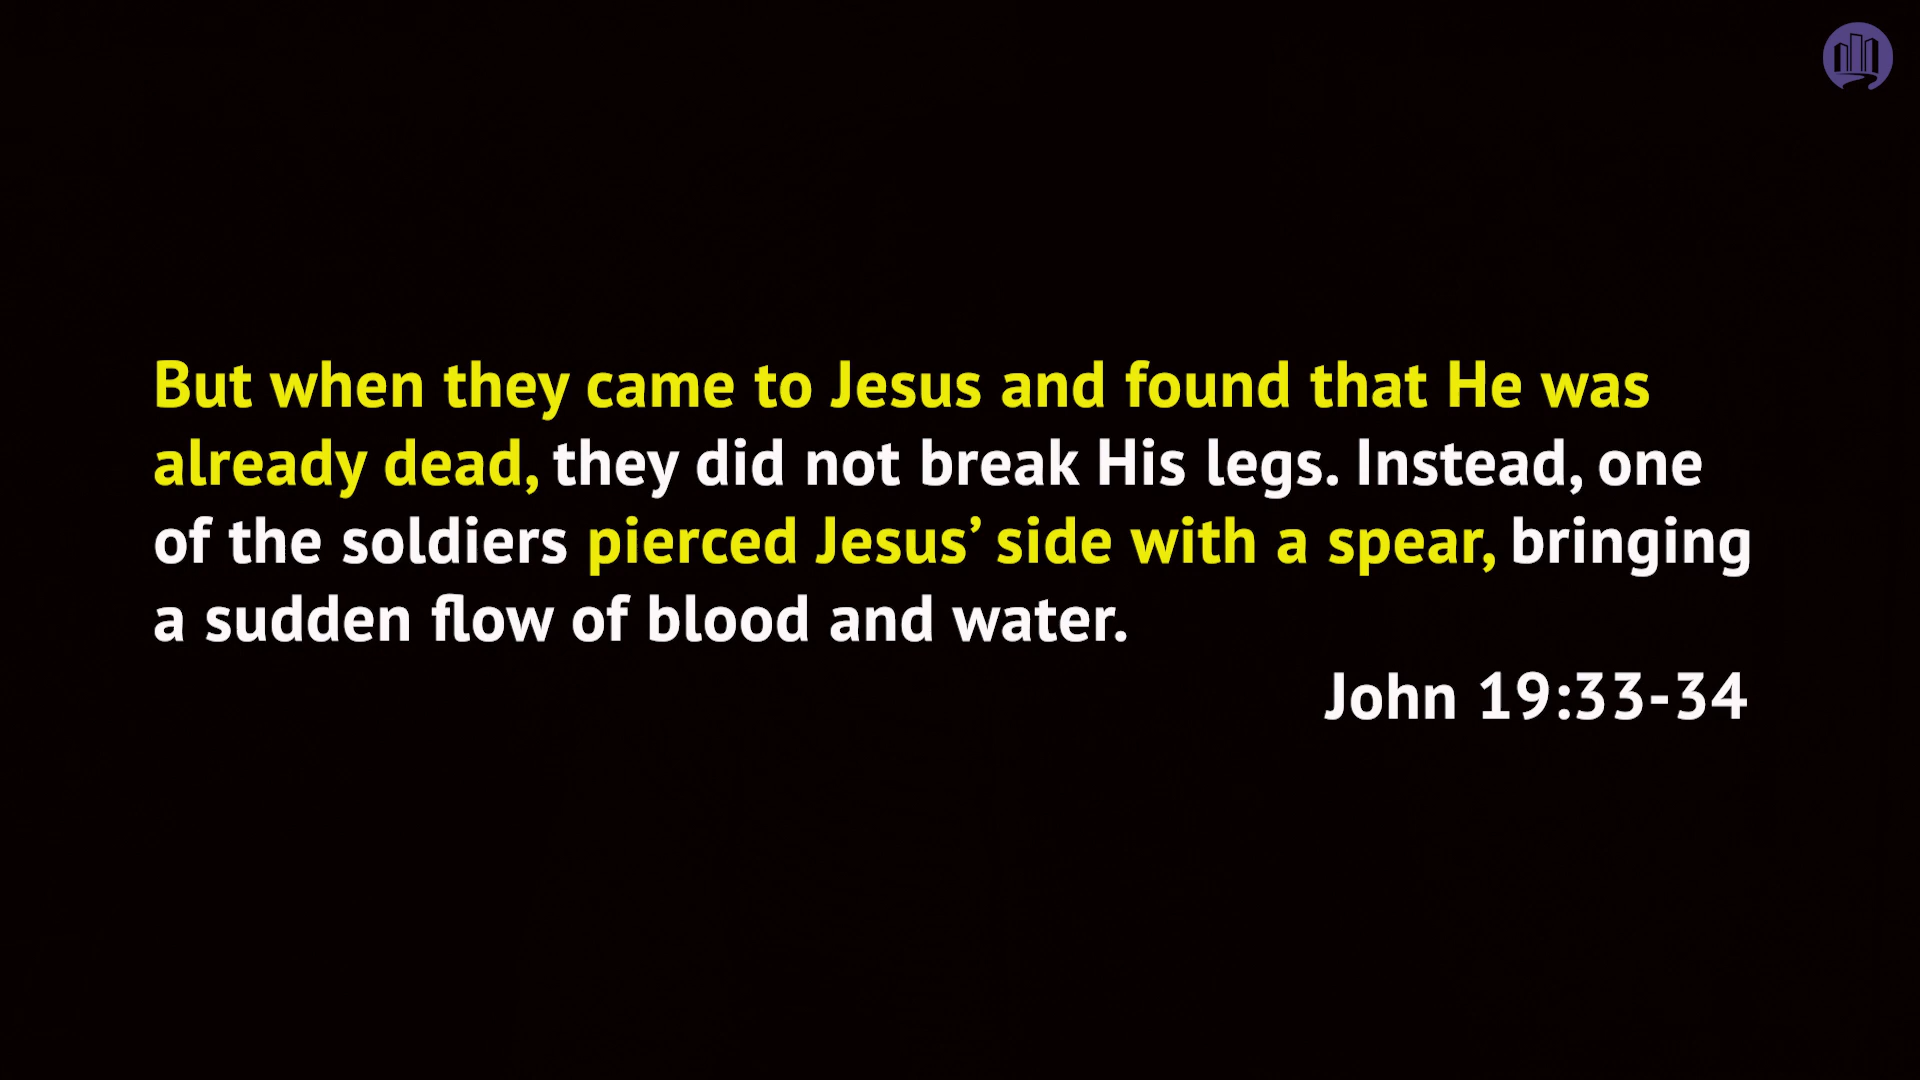 But when they came to Jesus and found that He was
already dead, they did not break His legs. Instead, one
of the soldiers pierced Jesus’ side with a spear, bringing
a sudden flow of blood and water.
John 19:33-34